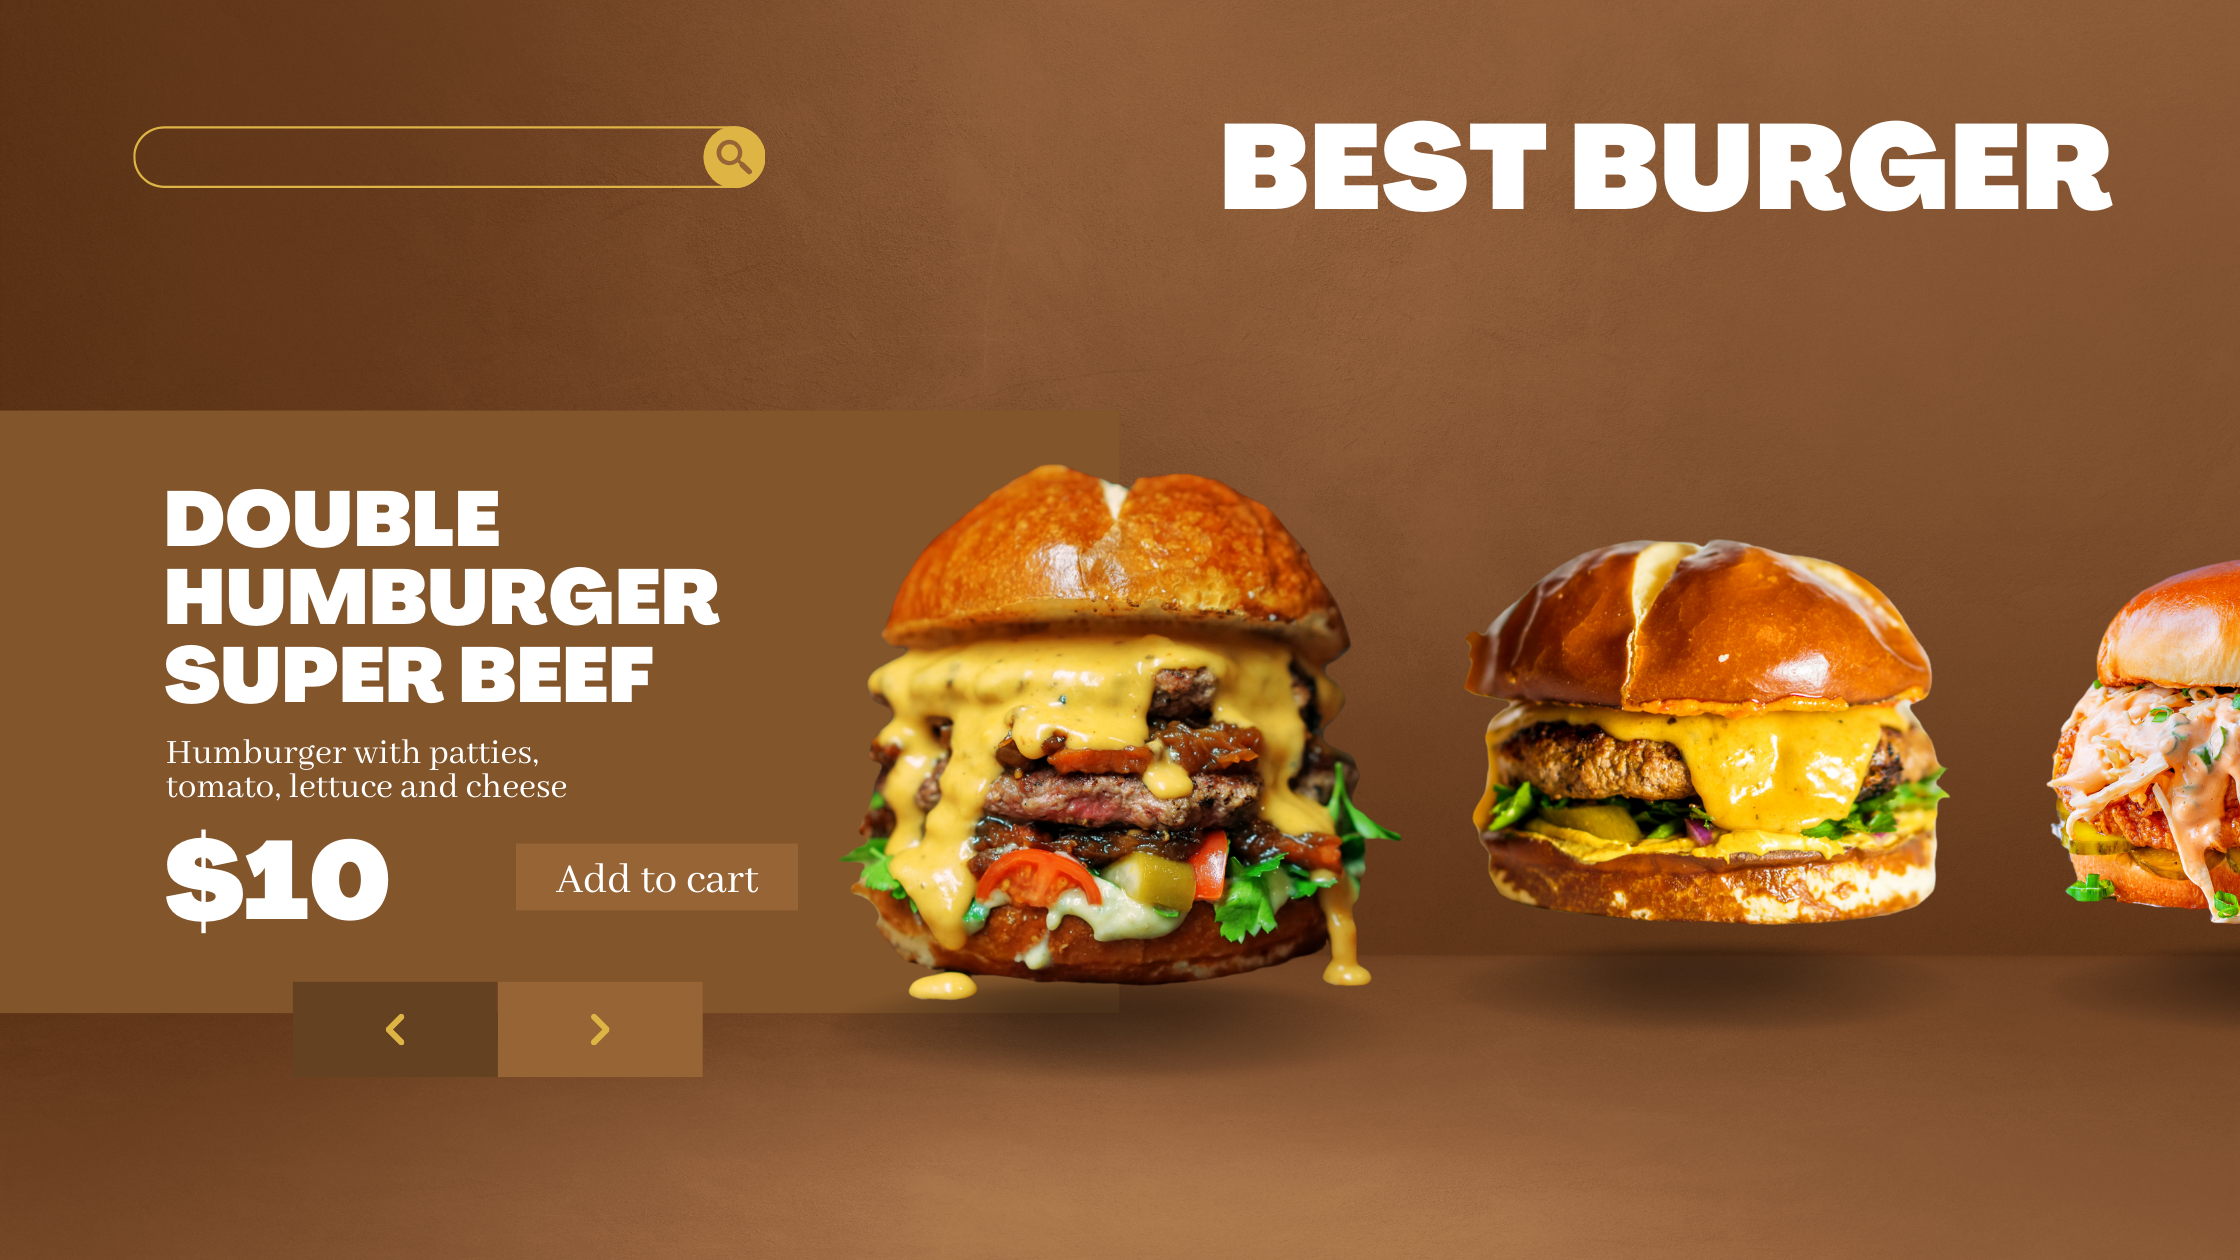 BEST BURGER
DOUBLE
HUMBURGER
SUPER BEEF
Humburger with patties,
tomato, lettuce and cheese
$10
Add to cart